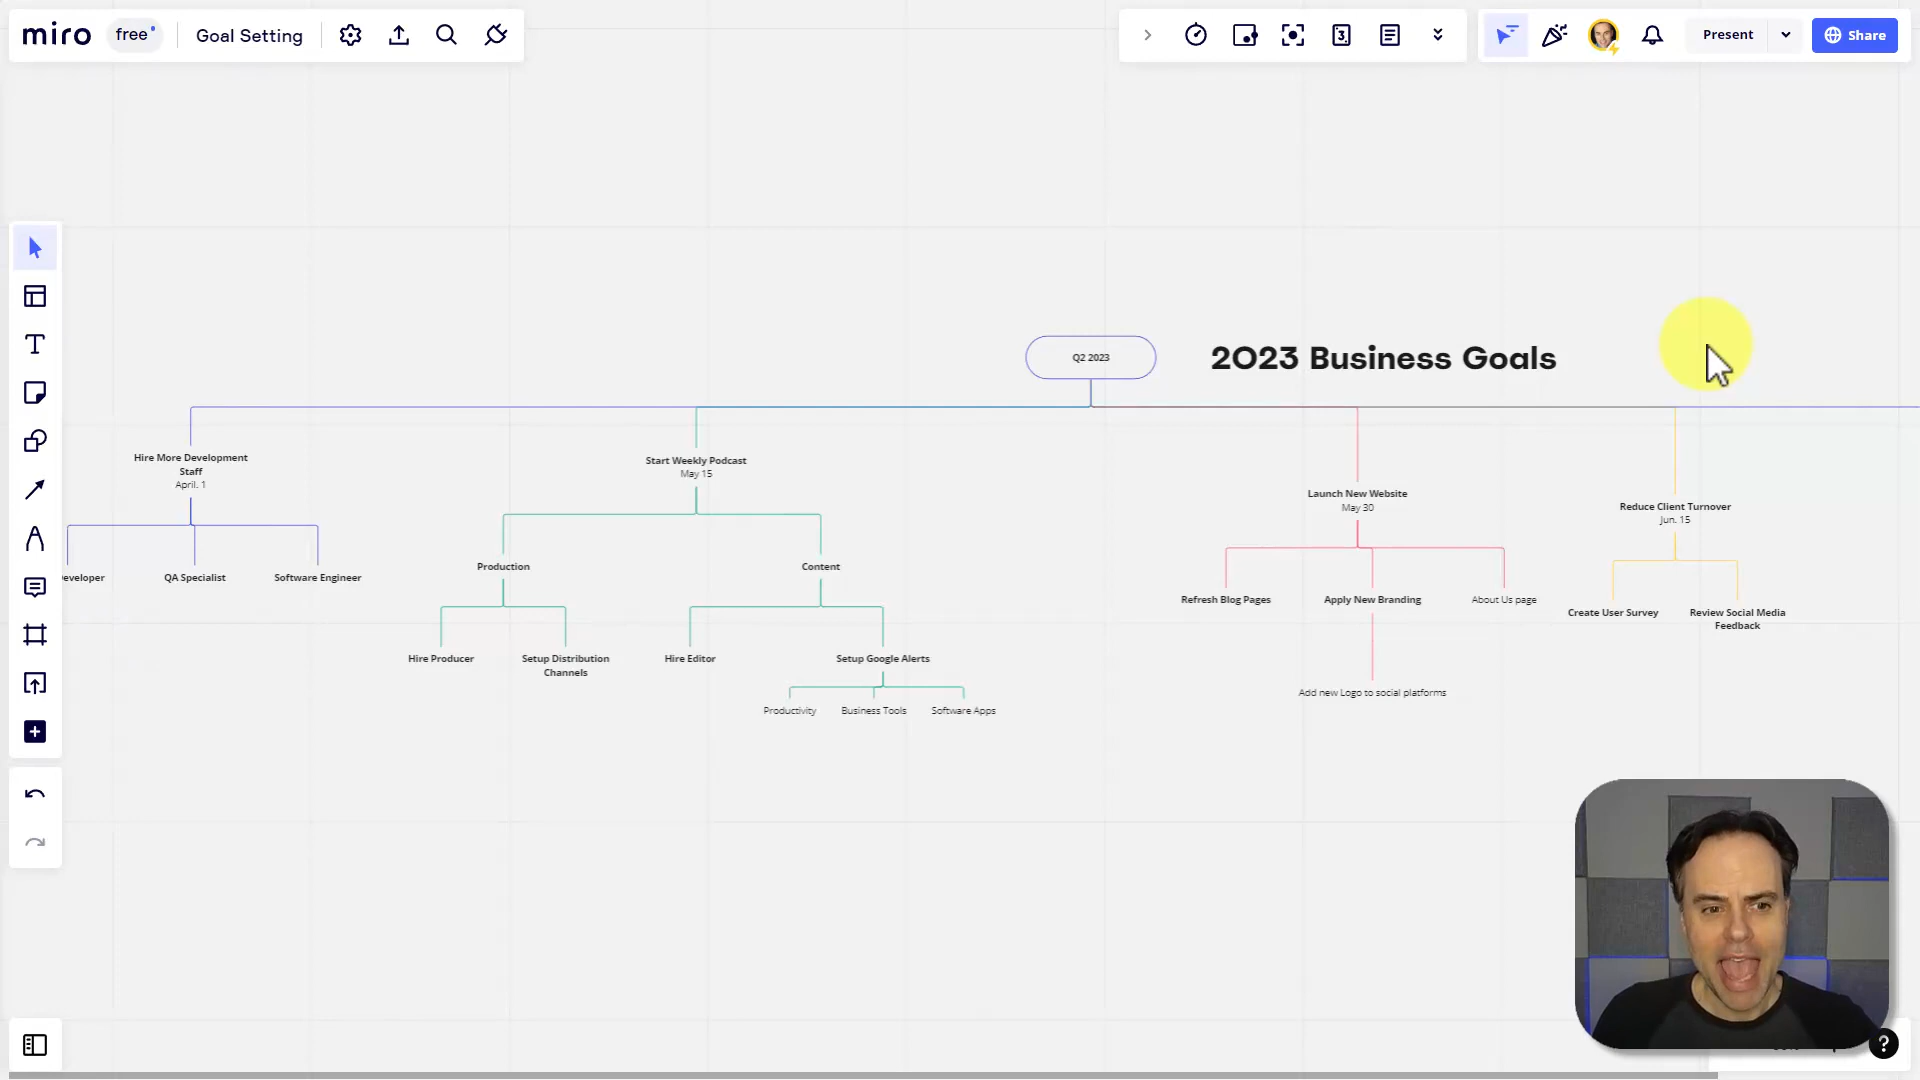 miro free Goal Setting
Present Share
Q2 2023
2023 Business Goals
Hire More Development
Staff
April. 1
Start Weekly Podcast
May 15
Launch New Website
May 30
Reduce Client Turnover
Jun. 15
eveloper
QA Specialist
Software Engineer
Production
Content
Refresh Blog Pages
Apply New Branding
About Us page
Create User Survey
Review Social Media
Feedback
Hire Producer
Setup Distribution
Channels
Hire Editor
Setup Google Alerts
Add new Logo to social platforms
Productivity
Business Tools
Software Apps
?